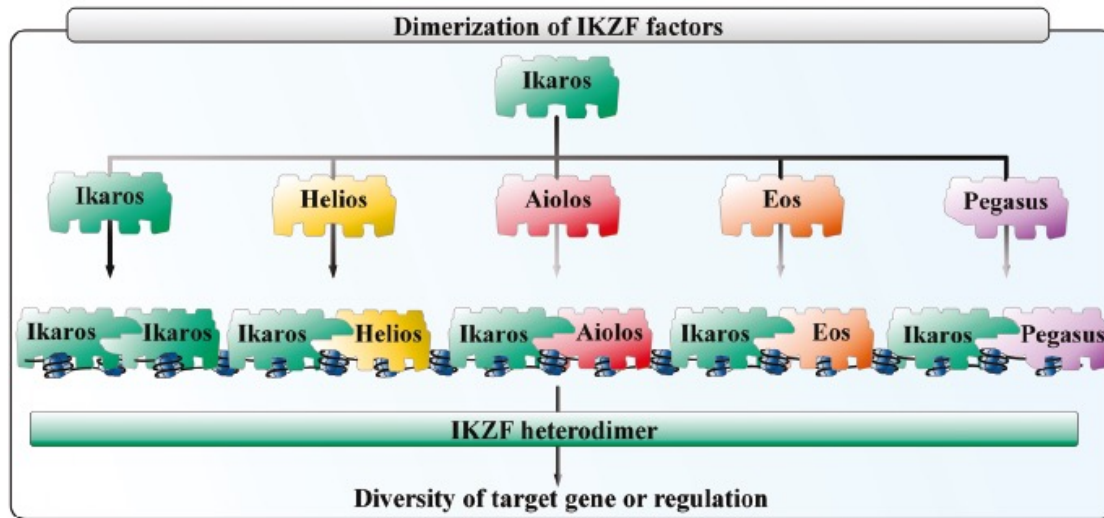 Dimerization of IKZF factors
Ikaros
Ikaros Helios Aiolos Eos Pegasus
Ikaros Ikaros Ikaros Helios Ikaros Aiolos Ikaros Eos Ikaros Pegasus
IKZF heterodimer
Diversity of target gene or regulation